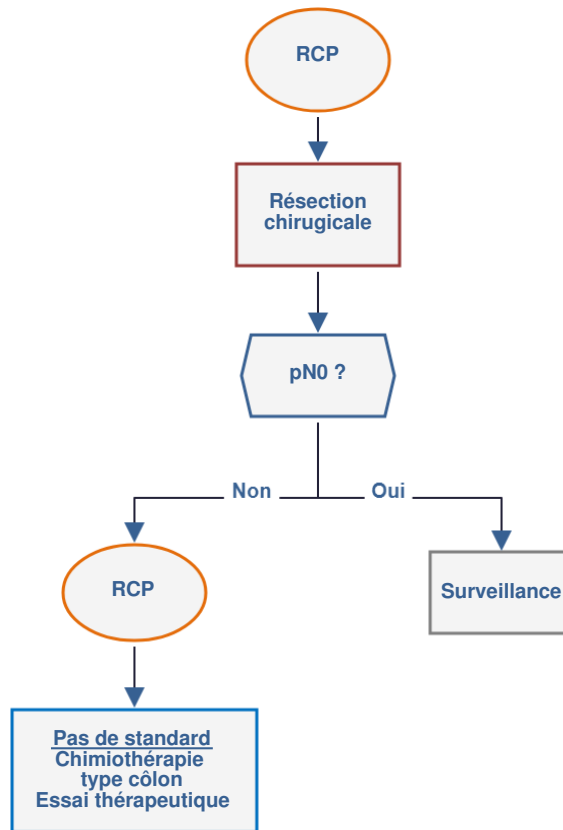 RCP
Résection
chirugicale
pN0 ?
Non
Oui
RCP
Surveillance
Pas de standard
Chimiothérapie
type côlon
Essai thérapeutique